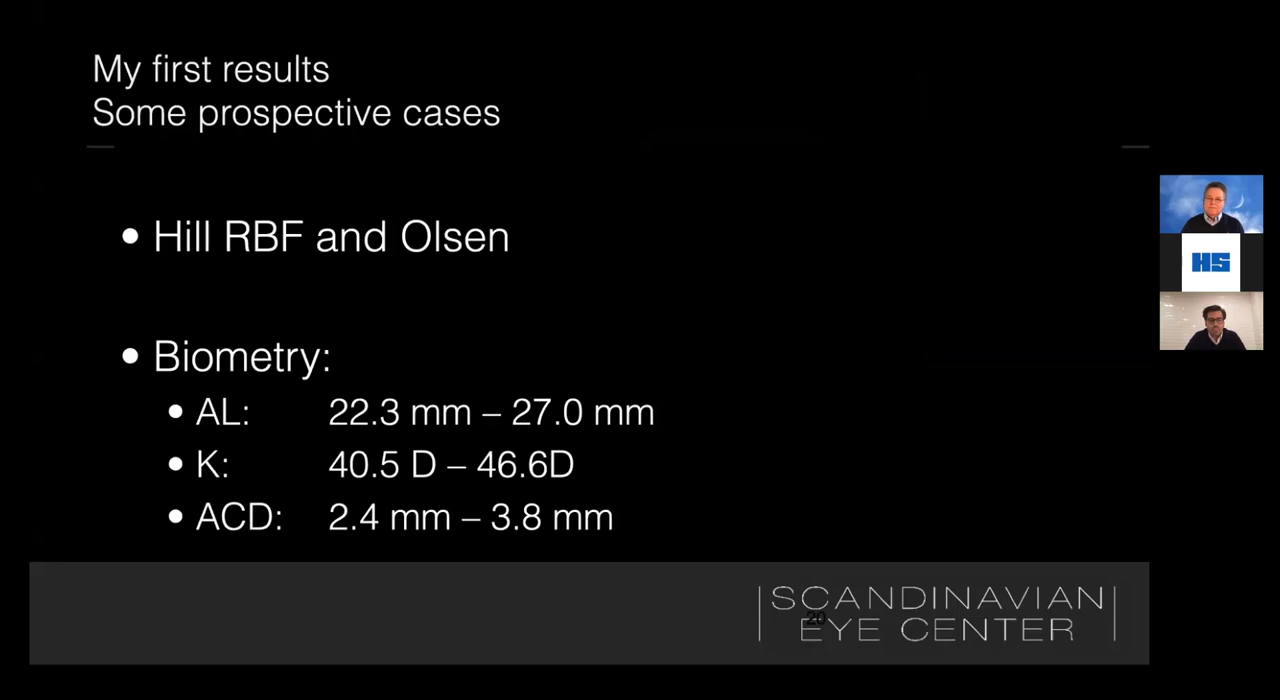 My first results
Some prospective cases
• Hill RBF and Olsen
• Biometry:
• AL: 22.3 mm – 27.0 mm
• K: 40.5 D – 46.6D
• ACD: 2.4 mm – 3.8 mm
HS
SCANDINAVIAN
20
EYE CENTER